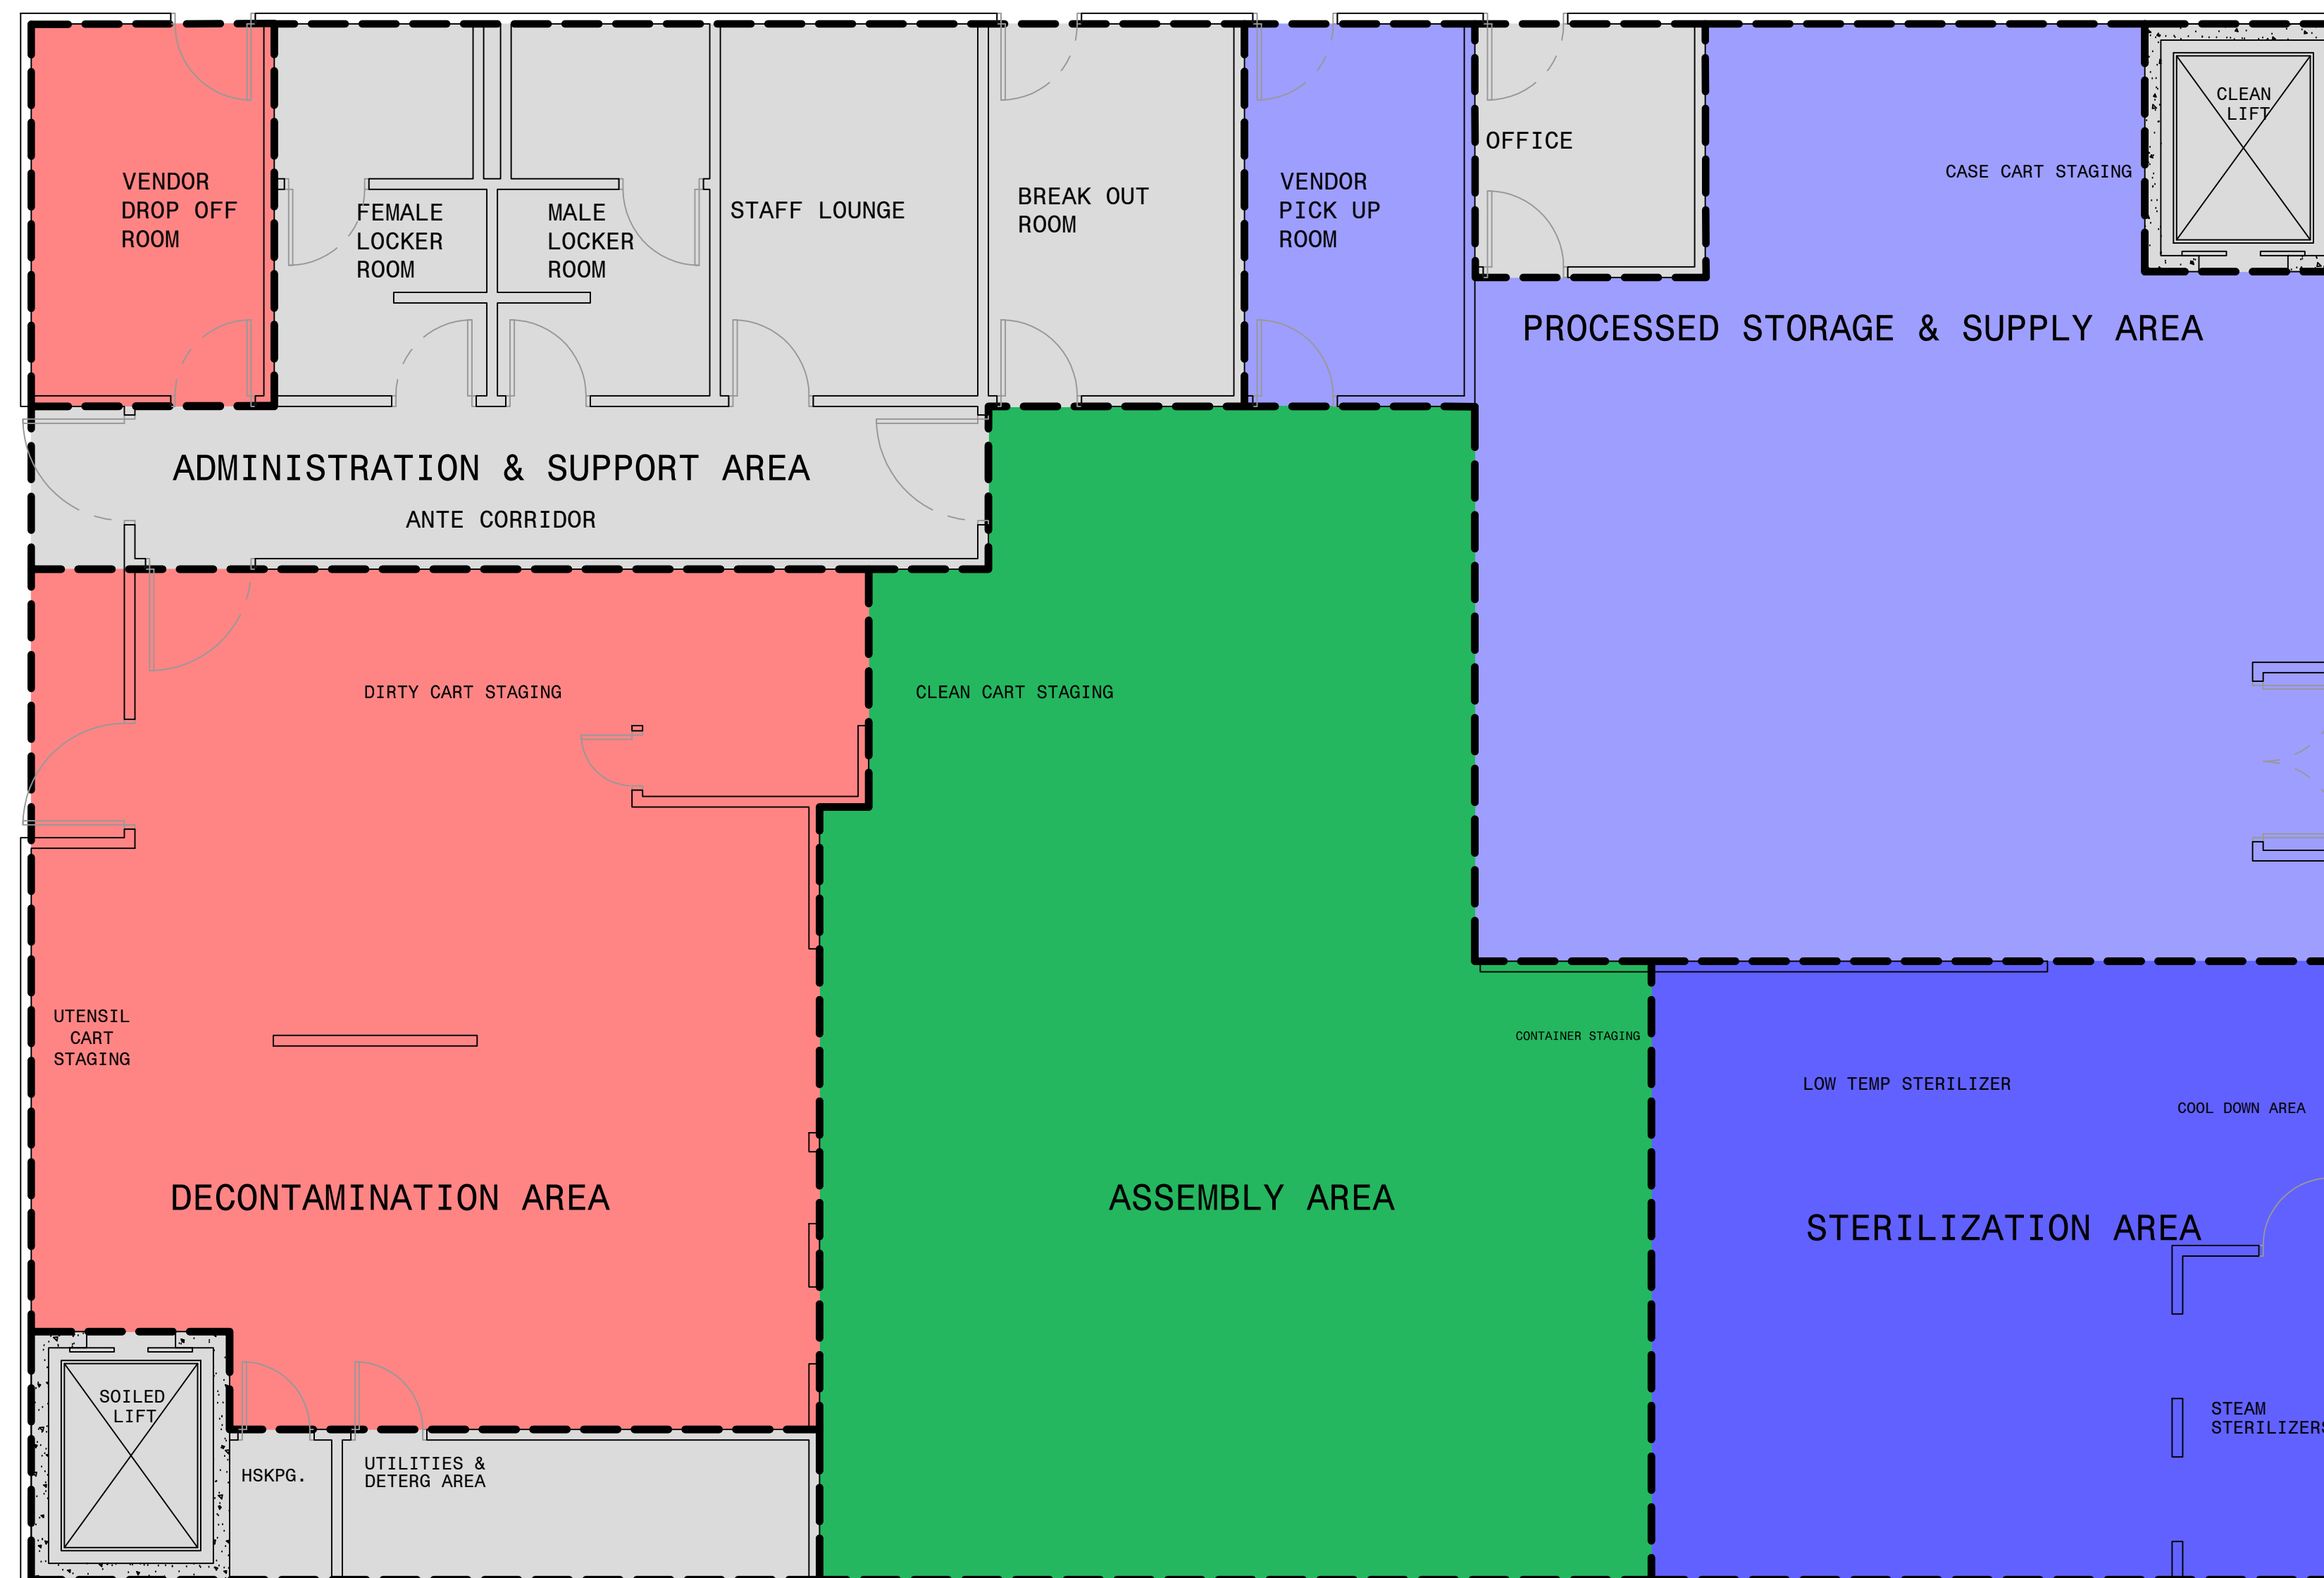 VENDOR
DROP OFF
ROOM
FEMALE
LOCKER
ROOM
MALE
LOCKER
ROOM
STAFF LOUNGE
BREAK OUT
ROOM
VENDOR
PICK UP
ROOM
OFFICE
CASE CART STAGING
CLEAN
LIFT
PROCESSED STORAGE & SUPPLY AREA
ADMINISTRATION & SUPPORT AREA
ANTE CORRIDOR
DIRTY CART STAGING
CLEAN CART STAGING
UTENSIL
CART
STAGING
CONTAINER STAGING
LOW TEMP STERILIZER
COOL DOWN AREA
DECONTAMINATION AREA
ASSEMBLY AREA
STERILIZATION AREA
SOILED
LIFT
HSKPG.
UTILITIES &
DETERG AREA
STEAM
STERILIZERS